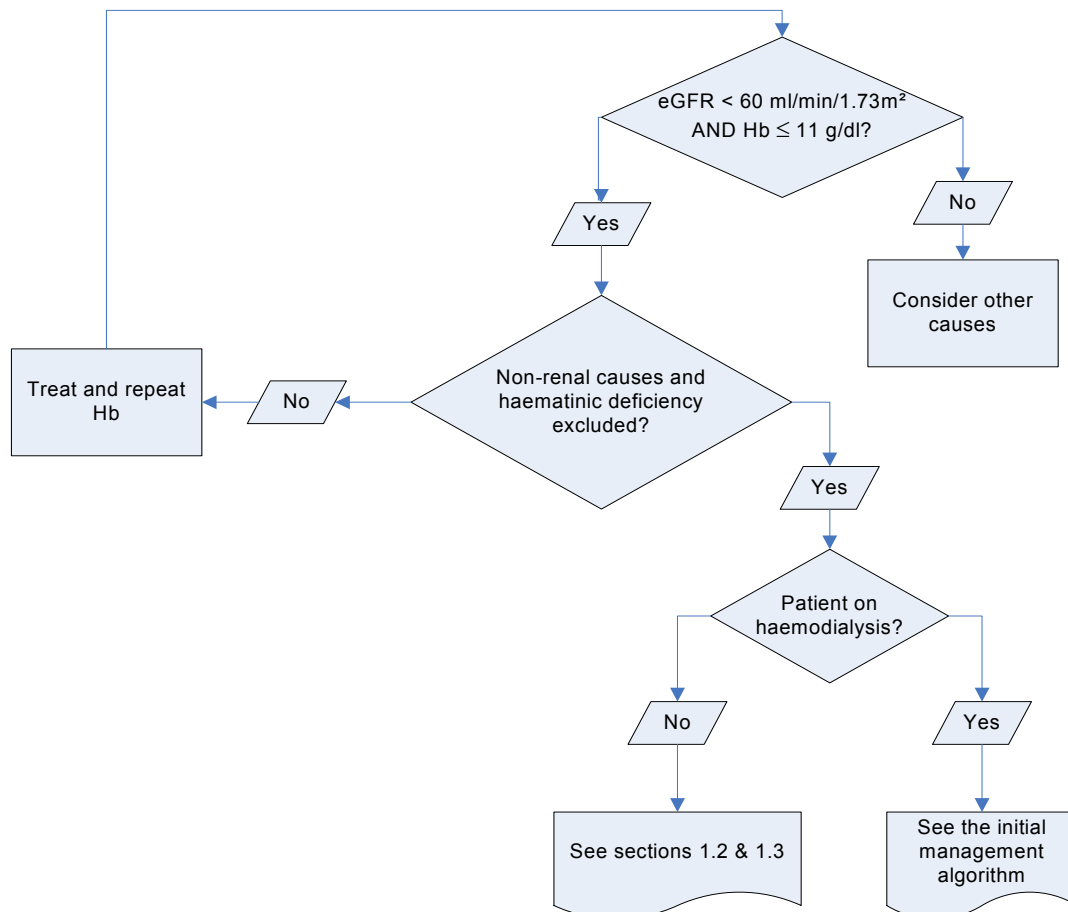 eGFR < 60 ml/min/1.73m²
AND Hb ≤ 11 g/dl?
Yes
No
Consider other
causes
Non-renal causes and
haematinic deficiency
excluded?
No
Treat and repeat
Hb
Yes
Patient on
haemodialysis?
No
Yes
See sections 1.2 & 1.3
See the initial
management
algorithm